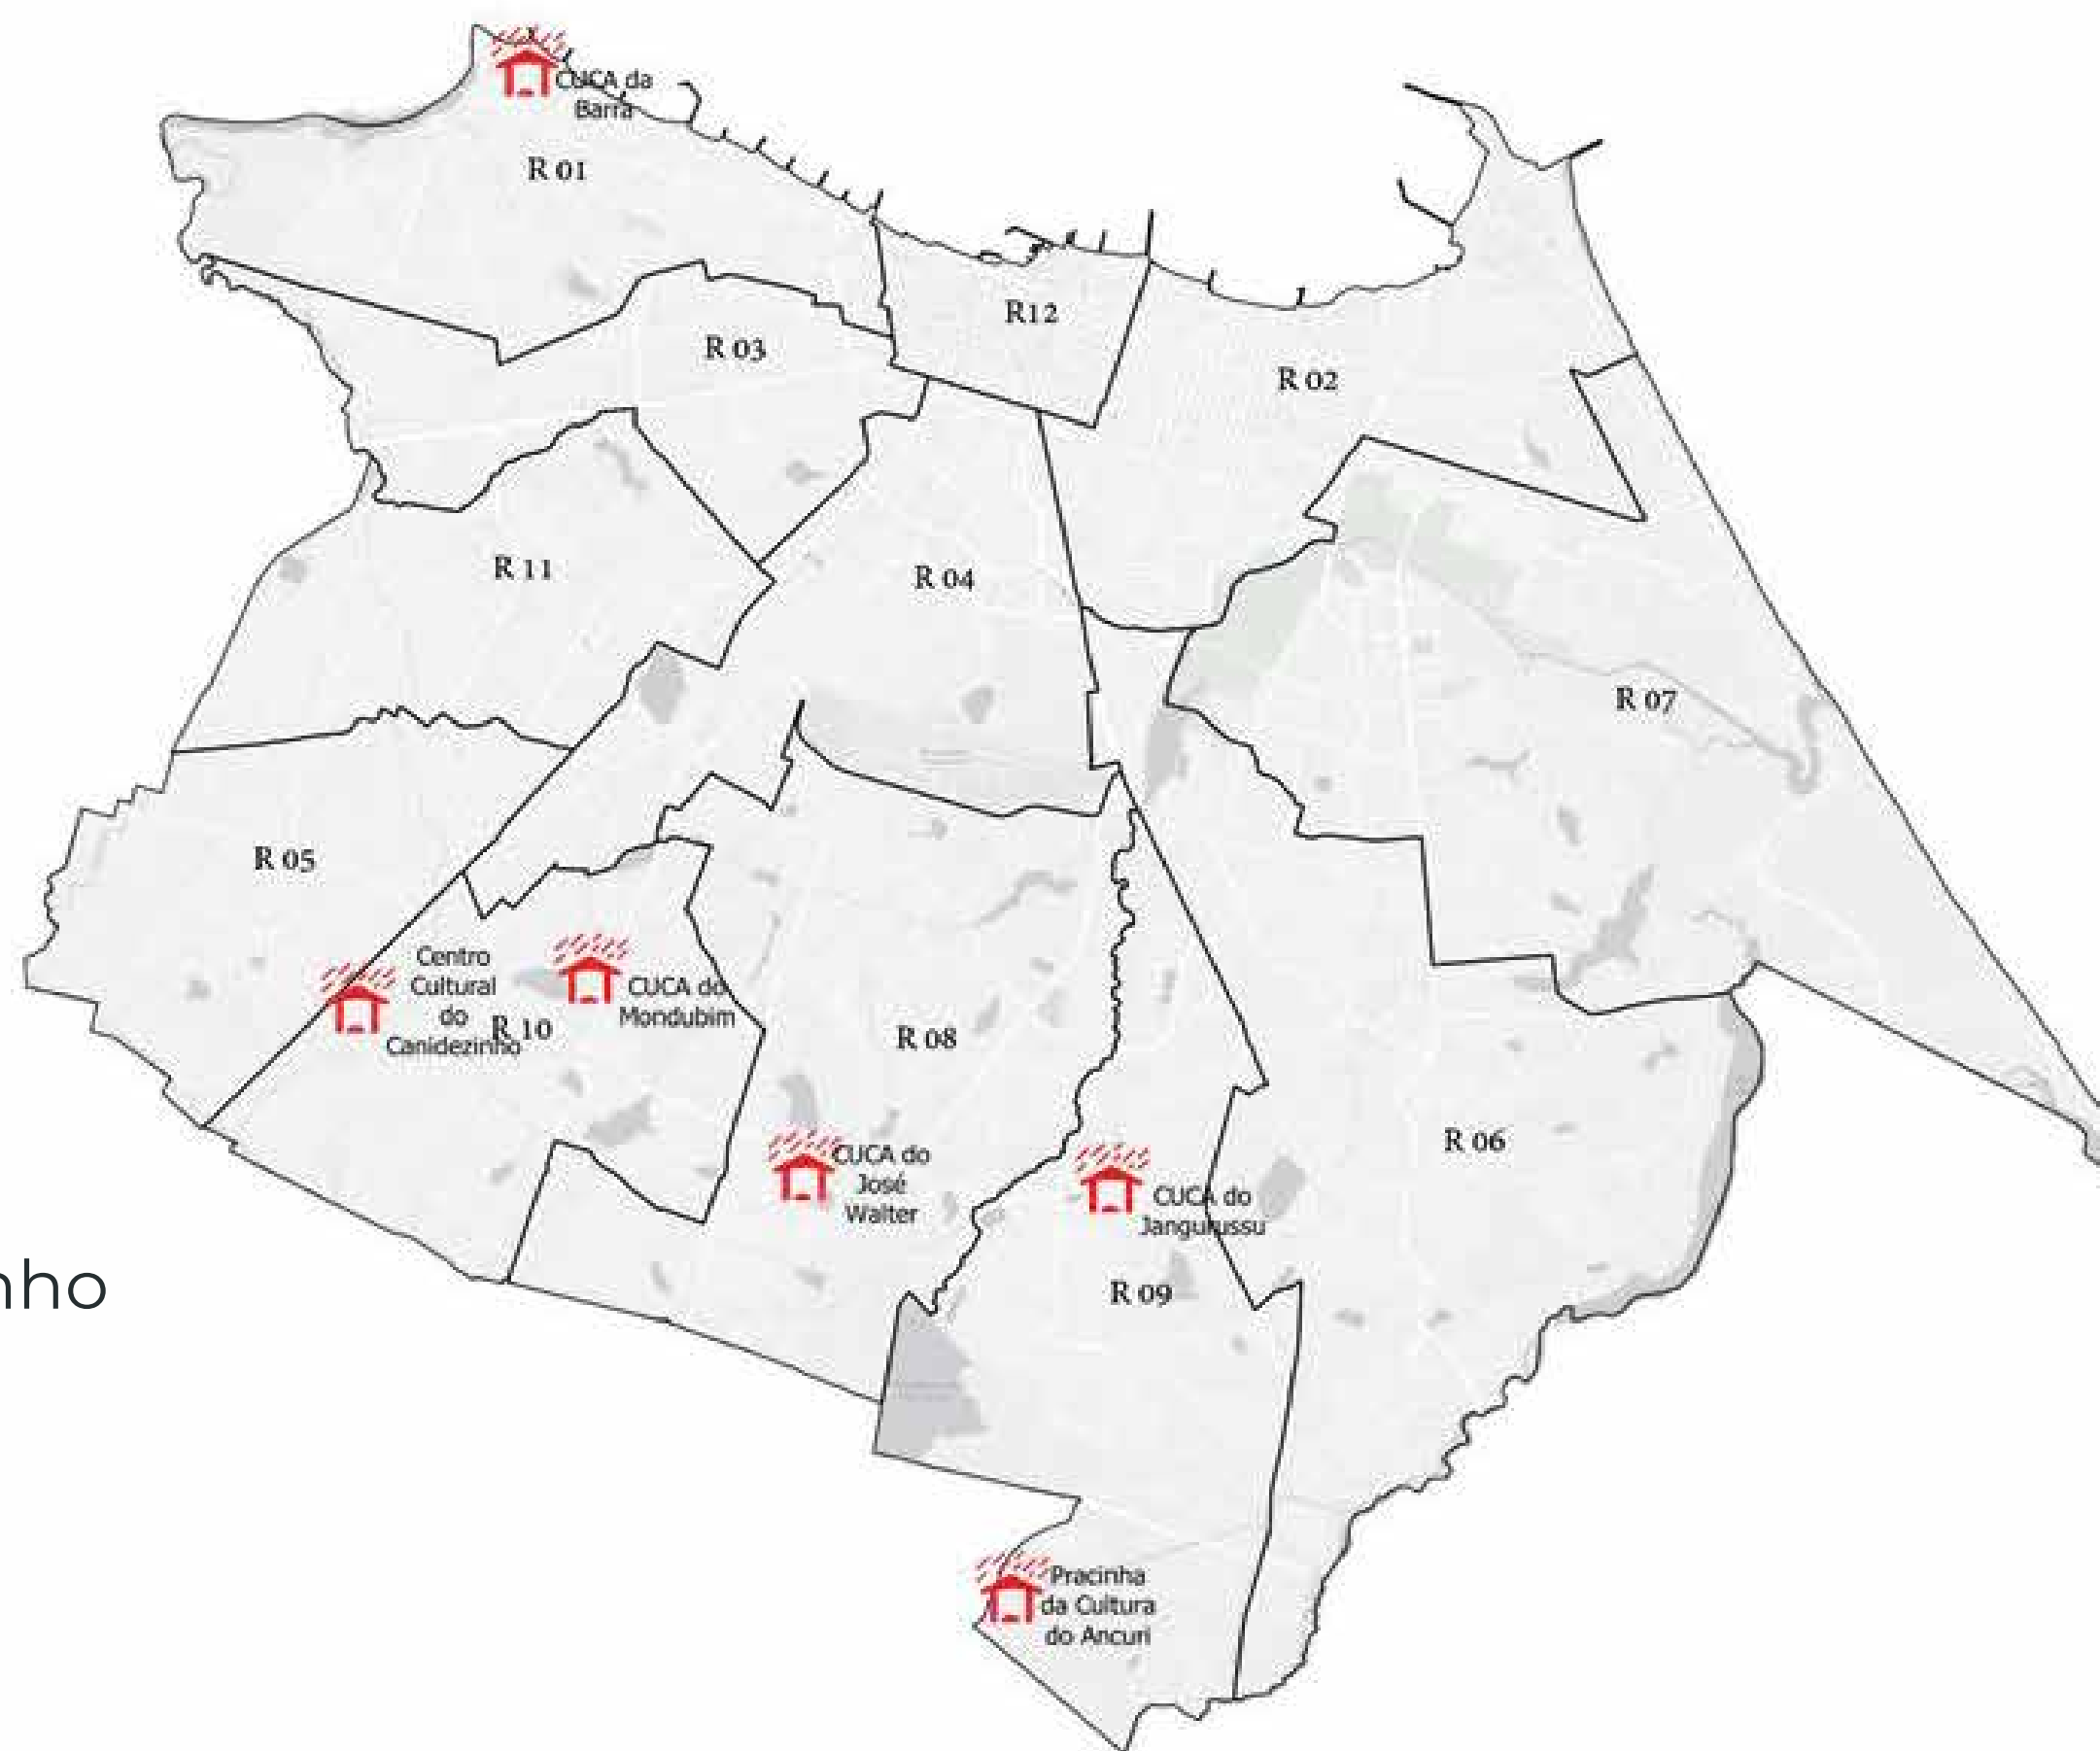 CUCA da
Barra
R 01
R12
R 03
R 02
R 11
R 04
R 07
R 05
Centro
Cultural
do
Canidezinho
R 10
CUCA do
Mondubim
R 08
CUCA do
José
Walter
R 06
CUCA do
Jangurussu
R 09
nho
Pracinha
da Cultura
do Ancuri